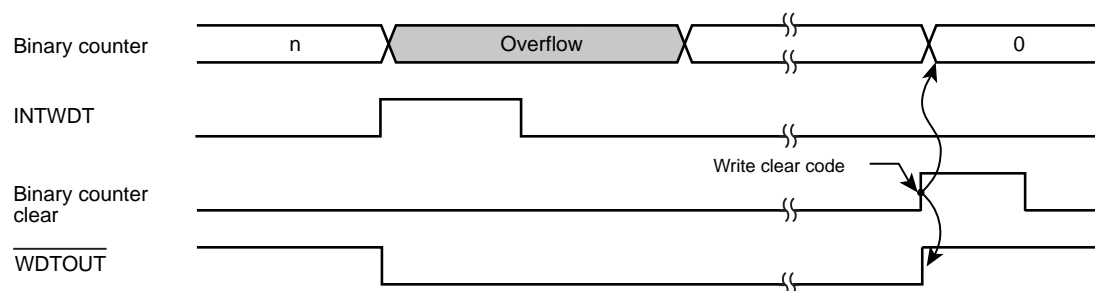 Binary counter
n
Overflow
0
INTWDT
Write clear code
Binary counter
clear
WDTOUT